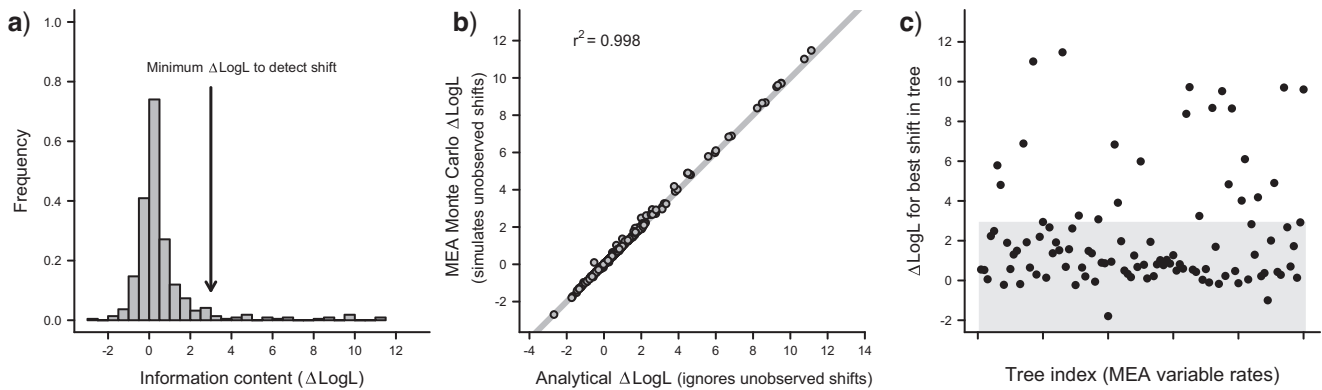 a)
Minimum ΔLogL to detect shift
Frequency
1.0
0.8
0.6
0.4
0.2
0.0
-2 0 2 4 6 8 10 12
Information content (ΔLogL)
b)
r² = 0.998
MEA Monte Carlo ΔLogL
(simulates unobserved shifts)
12
10
8
6
4
2
0
-2
-4 -2 0 2 4 6 8 10 12 14
Analytical ΔLogL (ignores unobserved shifts)
c)
ΔLogL for best shift in tree
12
10
8
6
4
2
0
-2
Tree index (MEA variable rates)